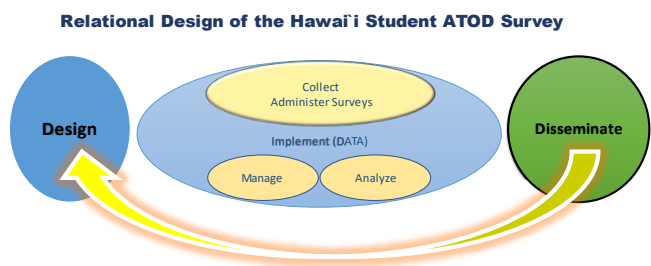 Relational Design of the Hawai`i Student ATOD Survey
Collect
Administer Surveys
Design
Disseminate
Implement (DATA)
Manage
Analyze